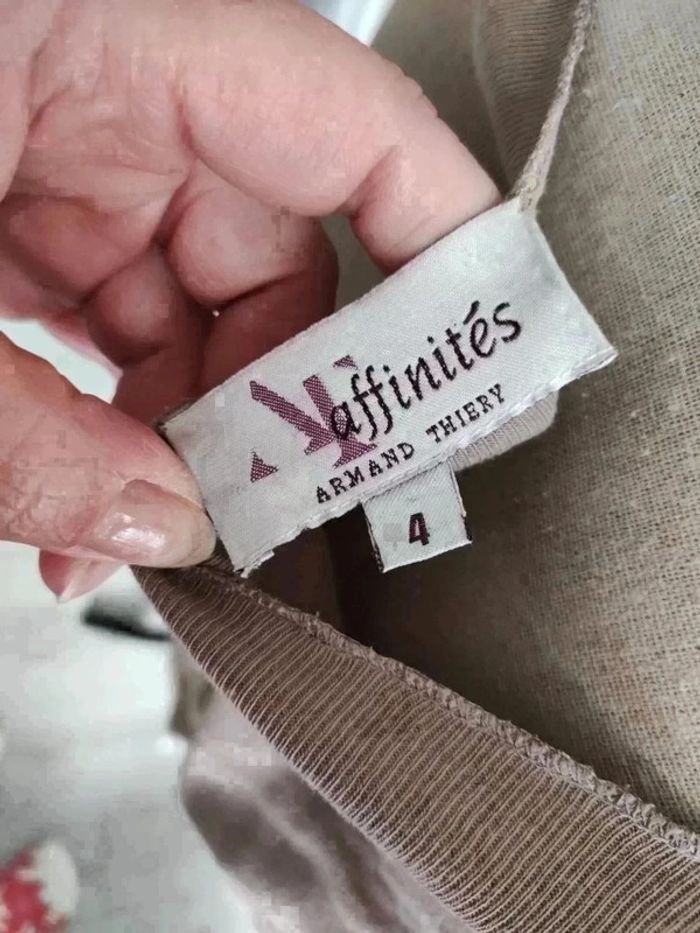 affinités
ARMAND THIERY
4